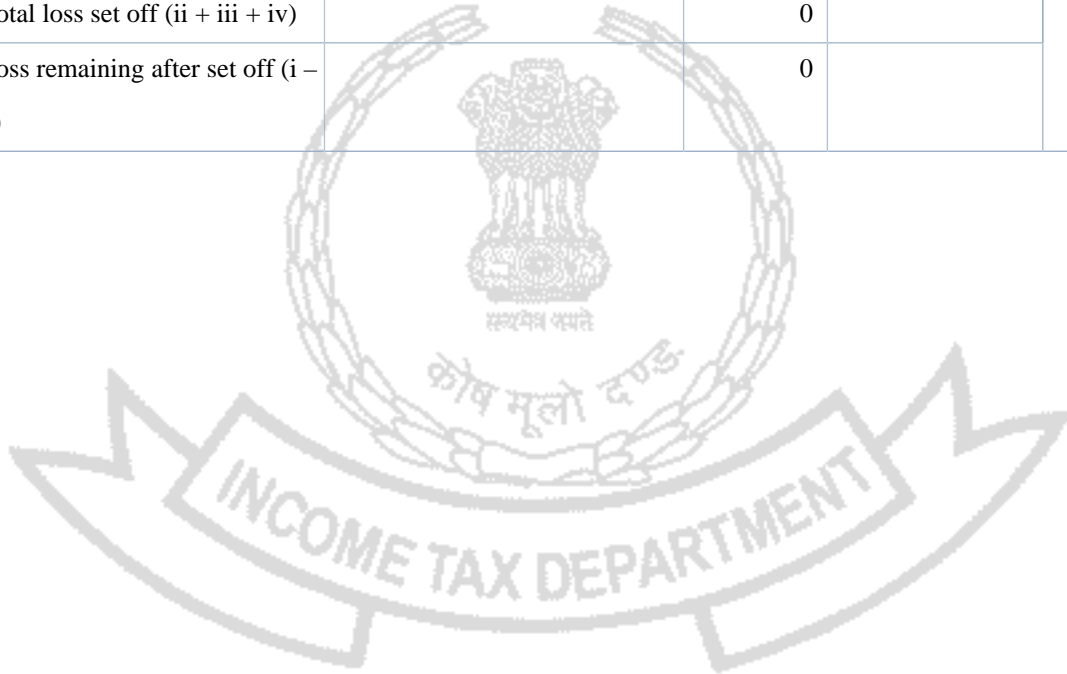 otal loss set off (ii + iii + iv) 0
oss remaining after set off (i – 0
)
सत्यमेव जयते
कोष मूलो दण्ड:
INCOME TAX DEPARTMENT